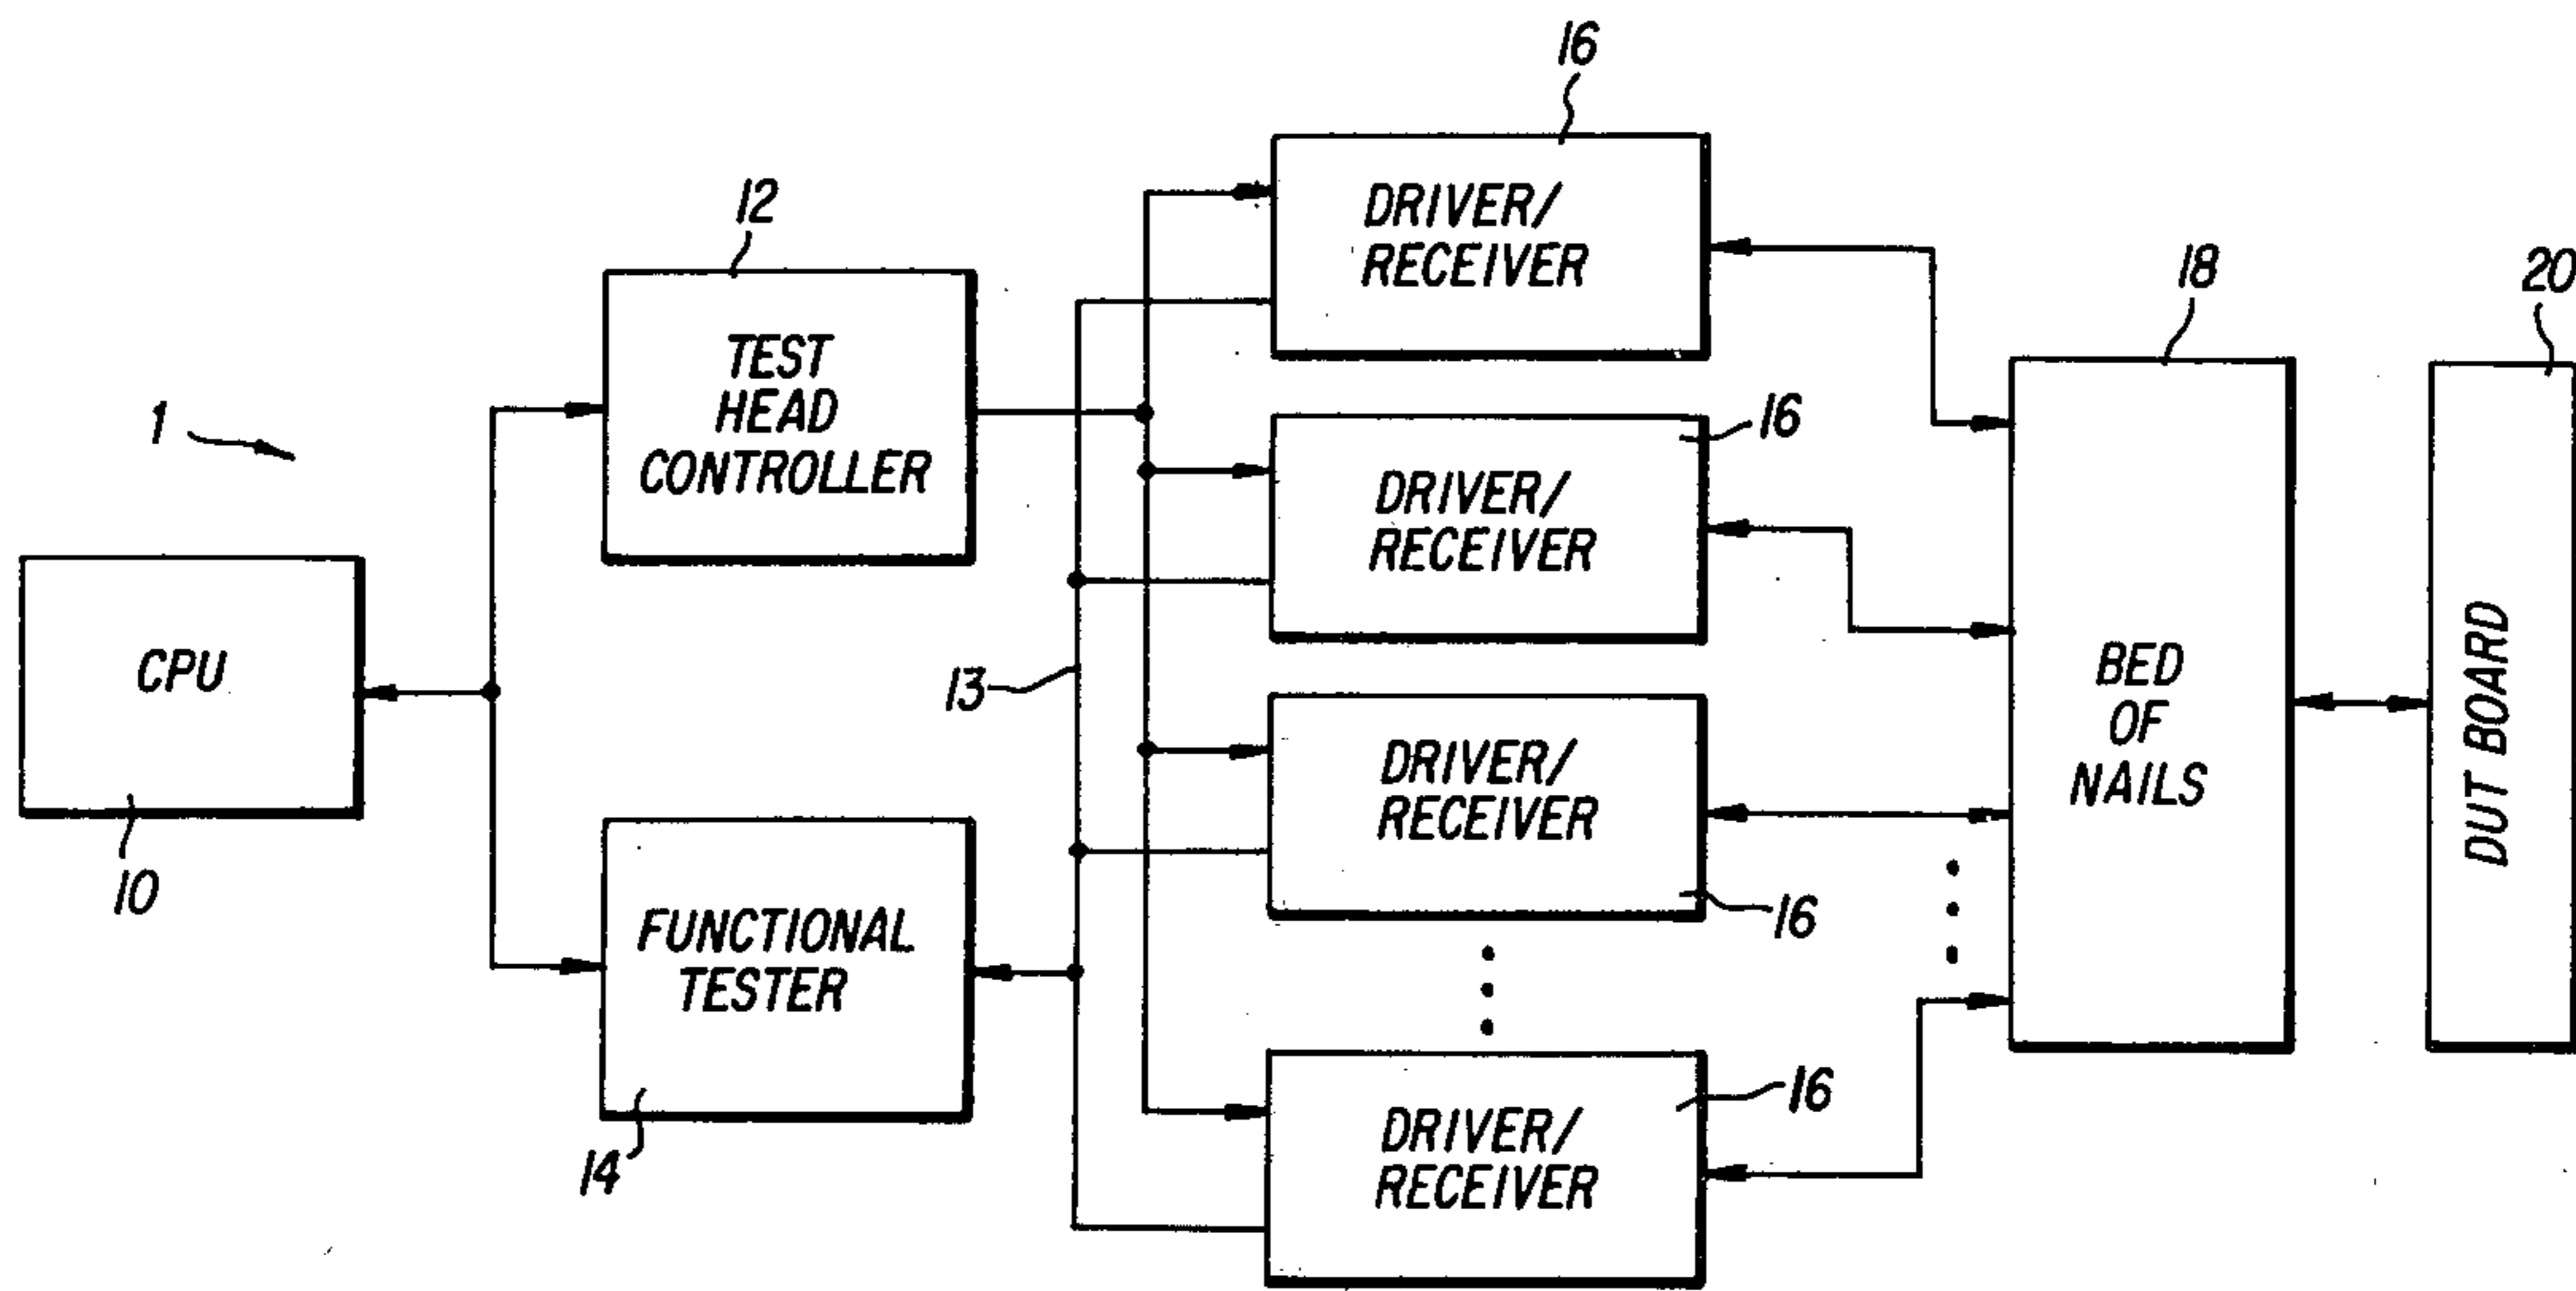 1
CPU
10
12
TEST
HEAD
CONTROLLER
FUNCTIONAL
TESTER
14
13
16
DRIVER/
RECEIVER
16
DRIVER/
RECEIVER
DRIVER/
RECEIVER
16
DRIVER/
RECEIVER
16
18
BED
OF
NAILS
20
DUT BOARD